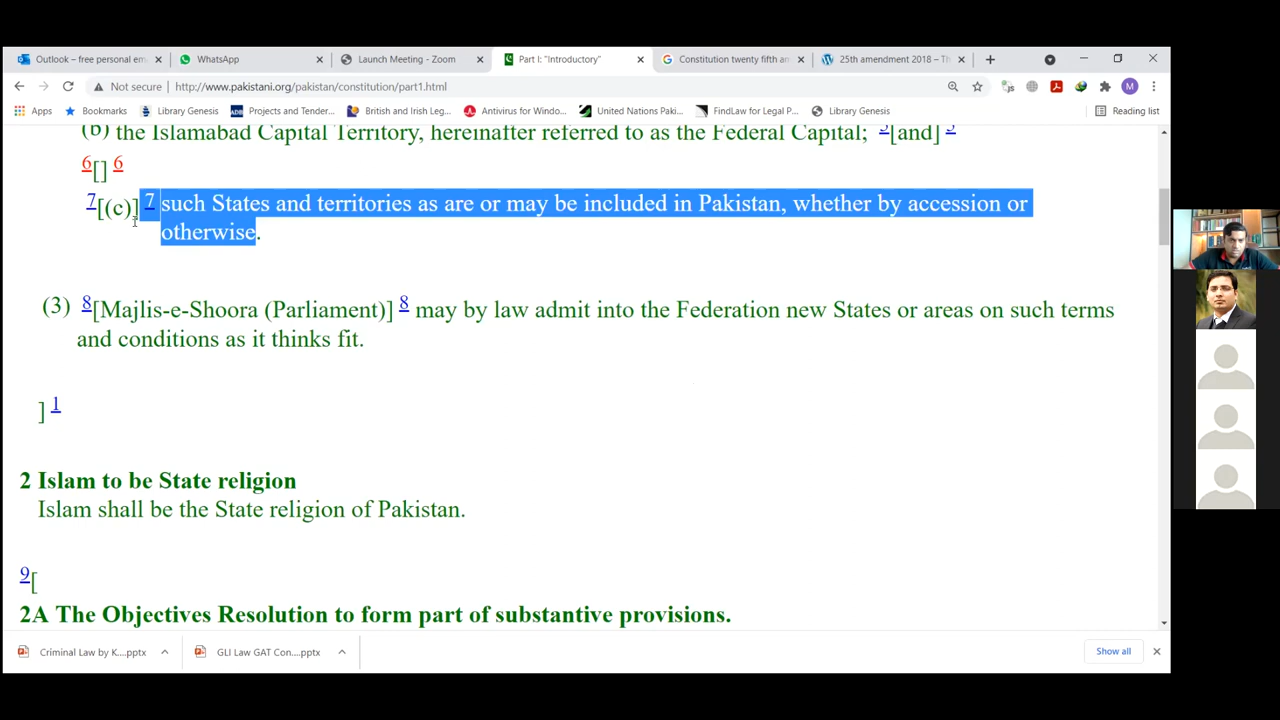 Outlook – free personal em
WhatsApp
Launch Meeting - Zoom
Part I: "Introductory"
Constitution twenty fifth an
25th amendment 2018 – Th
Not secure | http://www.pakistani.org/pakistan/constitution/part1.html
M
Apps
Bookmarks
Library Genesis
ADB
Projects and Tender...
British and Irish Leg...
Antivirus for Windo...
United Nations Paki...
FindLaw for Legal P...
Library Genesis
Reading list
(b) the Islamabad Capital Territory, hereinafter referred to as the Federal Capital; 5[and] 5
6[] 6
7[(c)] 7 such States and territories as are or may be included in Pakistan, whether by accession or
otherwise.
(3) 8[Majlis-e-Shoora (Parliament)] 8 may by law admit into the Federation new States or areas on such terms
and conditions as it thinks fit.
] 1
2 Islam to be State religion
Islam shall be the State religion of Pakistan.
9[
2A The Objectives Resolution to form part of substantive provisions.
Criminal Law by K....pptx
GLI Law GAT Con....pptx
Show all